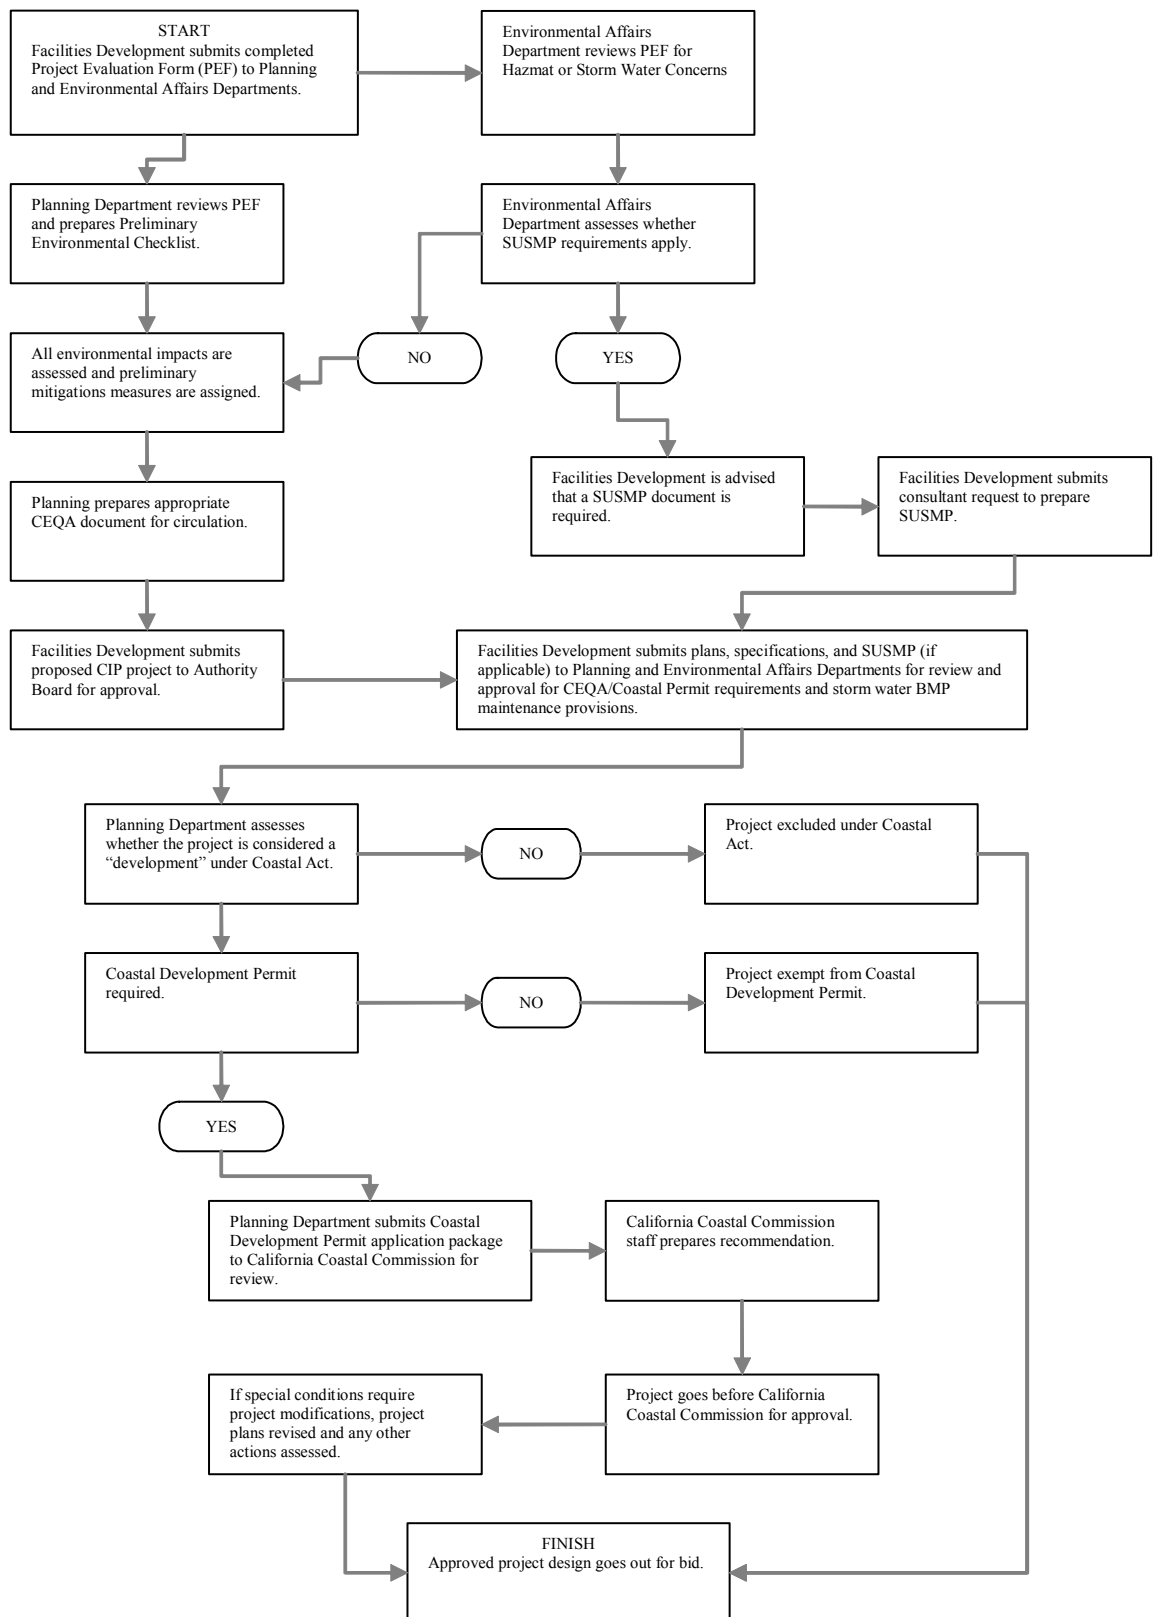 START
Facilities Development submits completed
Project Evaluation Form (PEF) to Planning
and Environmental Affairs Departments.
Environmental Affairs
Department reviews PEF for
Hazmat or Storm Water Concerns
Planning Department reviews PEF
and prepares Preliminary
Environmental Checklist.
Environmental Affairs
Department assesses whether
SUSMP requirements apply.
All environmental impacts are
assessed and preliminary
mitigations measures are assigned.
NO
YES
Planning prepares appropriate
CEQA document for circulation.
Facilities Development is advised
that a SUSMP document is
required.
Facilities Development submits
consultant request to prepare
SUSMP.
Facilities Development submits
proposed CIP project to Authority
Board for approval.
Facilities Development submits plans, specifications, and SUSMP (if
applicable) to Planning and Environmental Affairs Departments for review and
approval for CEQA/Coastal Permit requirements and storm water BMP
maintenance provisions.
Planning Department assesses
whether the project is considered a
“development” under Coastal Act.
NO
Project excluded under Coastal
Act.
Coastal Development Permit
required.
NO
Project exempt from Coastal
Development Permit.
YES
Planning Department submits Coastal
Development Permit application package
to California Coastal Commission for
review.
California Coastal Commission
staff prepares recommendation.
If special conditions require
project modifications, project
plans revised and any other
actions assessed.
Project goes before California
Coastal Commission for approval.
FINISH
Approved project design goes out for bid.